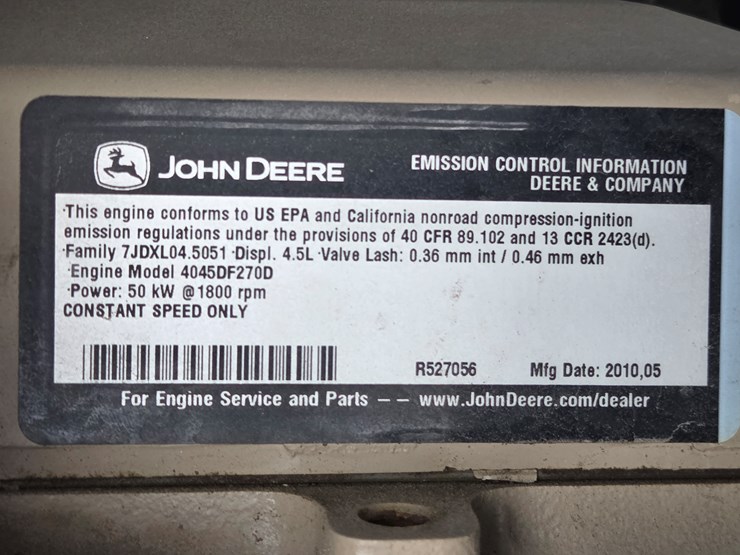 JOHN DEERE
EMISSION CONTROL INFORMATION
DEERE & COMPANY
·This engine conforms to US EPA and California nonroad compression-ignition
emission regulations under the provisions of 40 CFR 89.102 and 13 CCR 2423(d).
·Family 7JDXL04.5051 ·Displ. 4.5L ·Valve Lash: 0.36 mm int / 0.46 mm exh
·Engine Model 4045DF270D
·Power: 50 kW @1800 rpm
CONSTANT SPEED ONLY
R527056 Mfg Date: 2010,05
For Engine Service and Parts – – www.JohnDeere.com/dealer